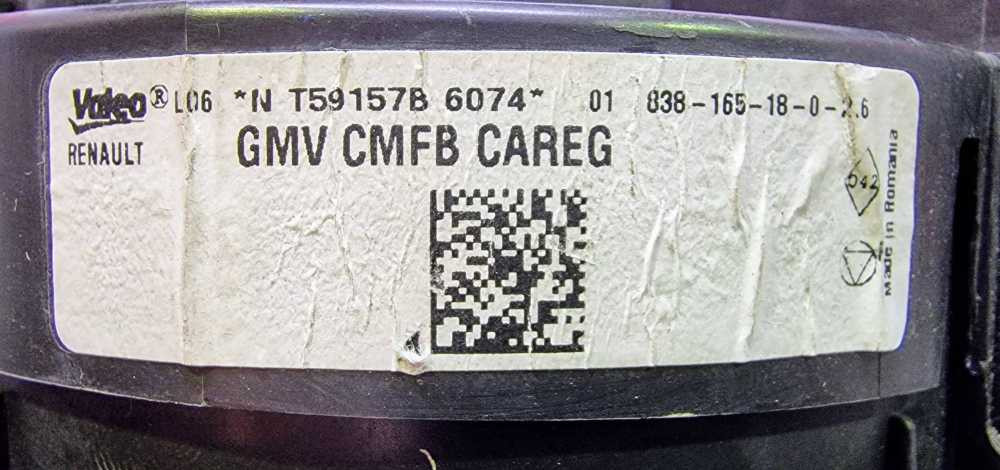 Valeo® L06 *N T59157B 6074* 01 838-165-18-0-2.6
RENAULT
GMV CMFB CAREG
542
Made in Romania